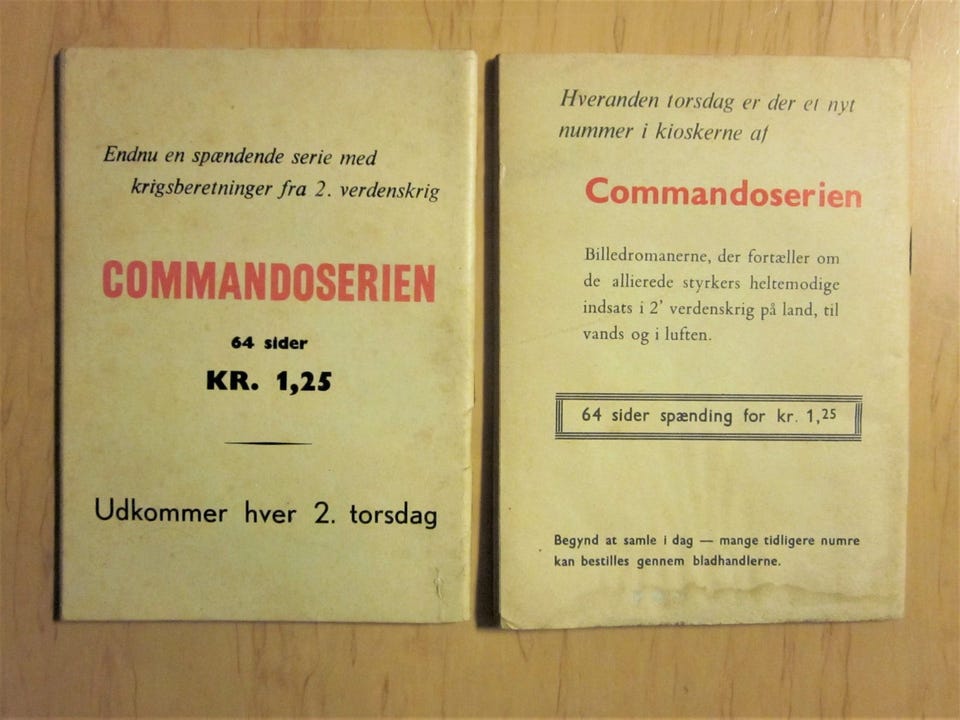 Endnu en spændende serie med
krigsberetninger fra 2. verdenskrig
COMMANDOSERIEN
64 sider
KR. 1,25
Udkommer hver 2. torsdag
Hveranden torsdag er der et nyt
nummer i kioskerne af
Commandoserien
Billedromanerne, der fortæller om
de allierede styrkers heltemodige
indsats i 2' verdenskrig på land, til
vands og i luften.
64 sider spænding for kr. 1,25
Begynd at samle i dag — mange tidligere numre
kan bestilles gennem bladhandlerne.